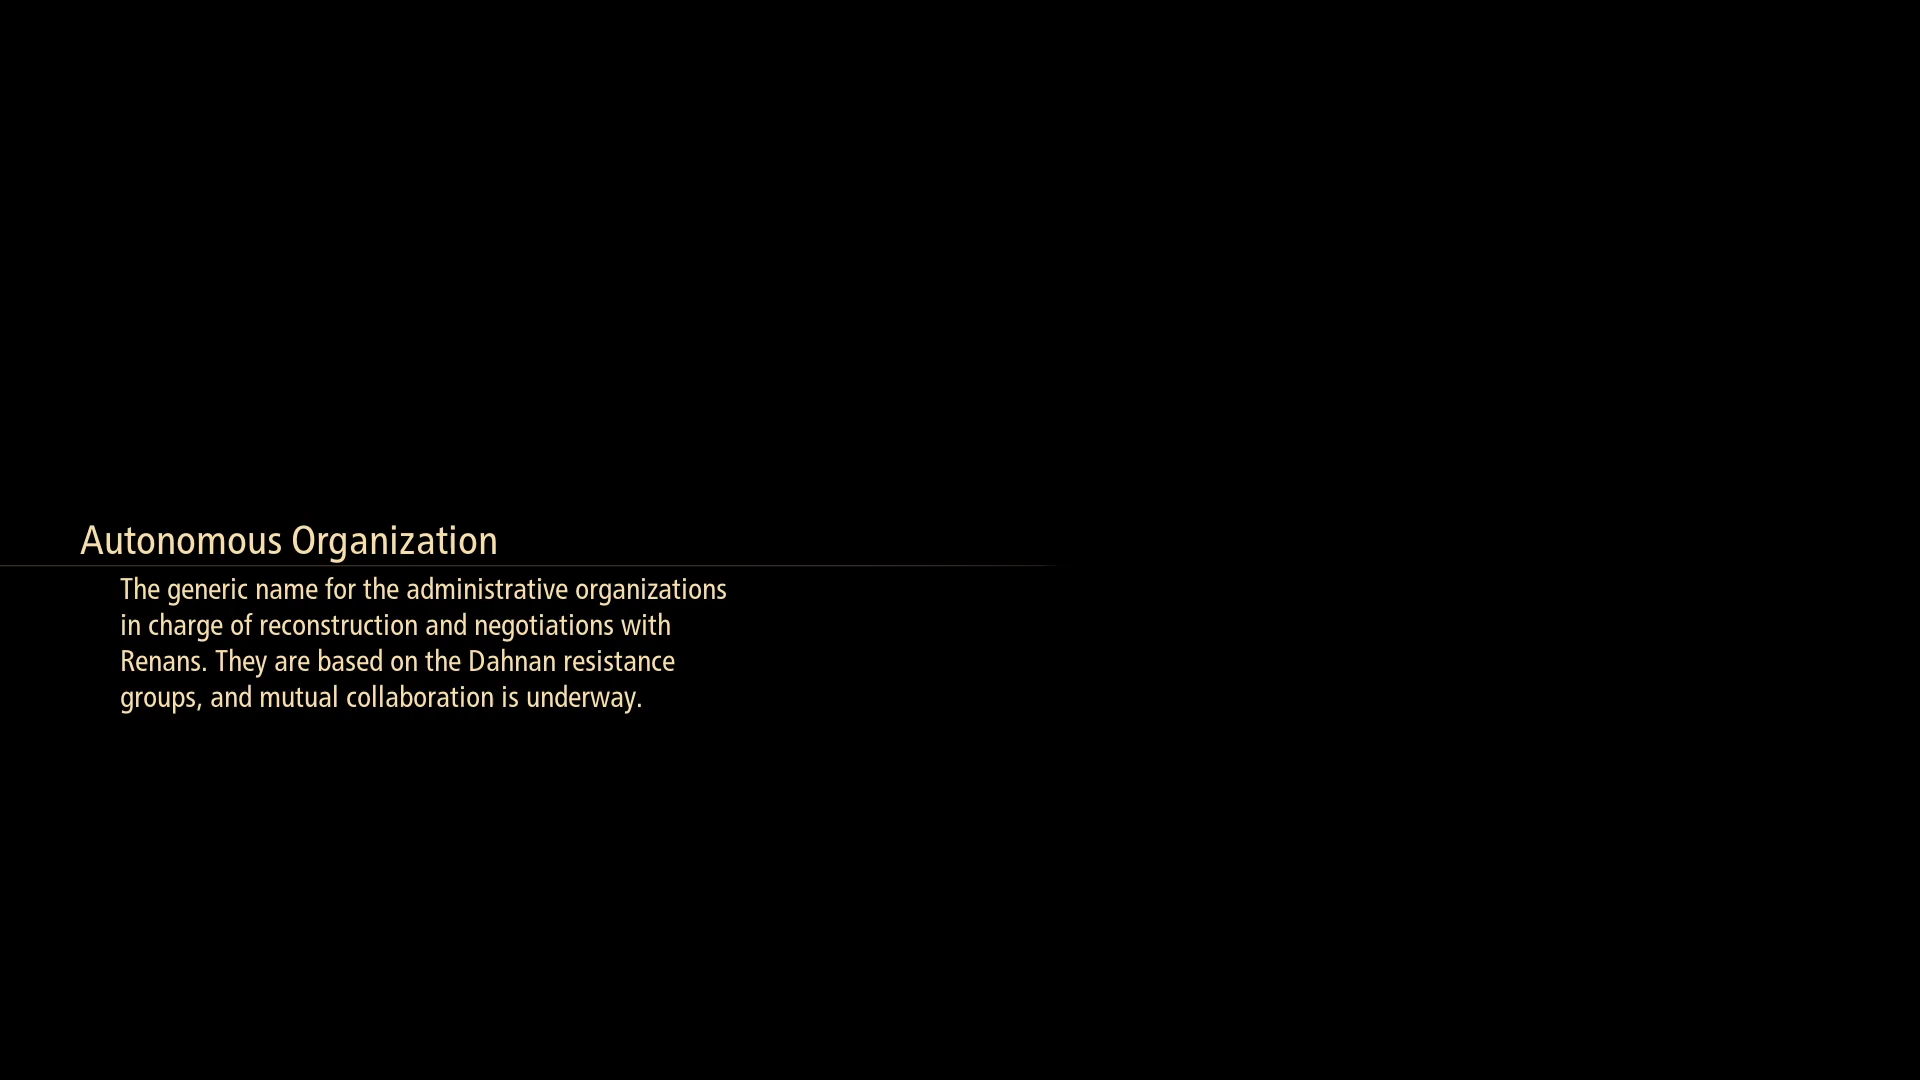 Autonomous Organization
The generic name for the administrative organizations
in charge of reconstruction and negotiations with
Renans. They are based on the Dahnan resistance
groups, and mutual collaboration is underway.